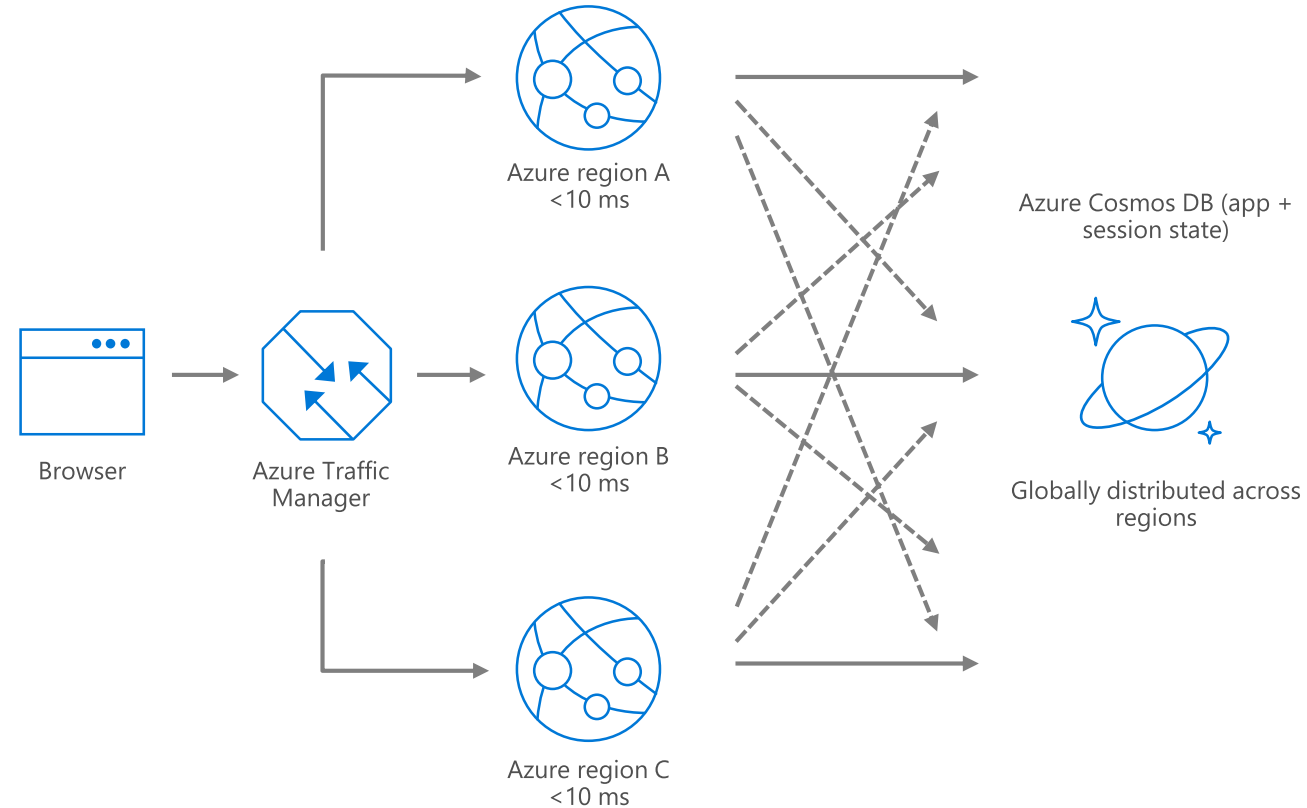 Azure region A
<10 ms
Azure Cosmos DB (app +
session state)
Browser
Azure Traffic
Manager
Azure region B
<10 ms
Globally distributed across
regions
Azure region C
<10 ms